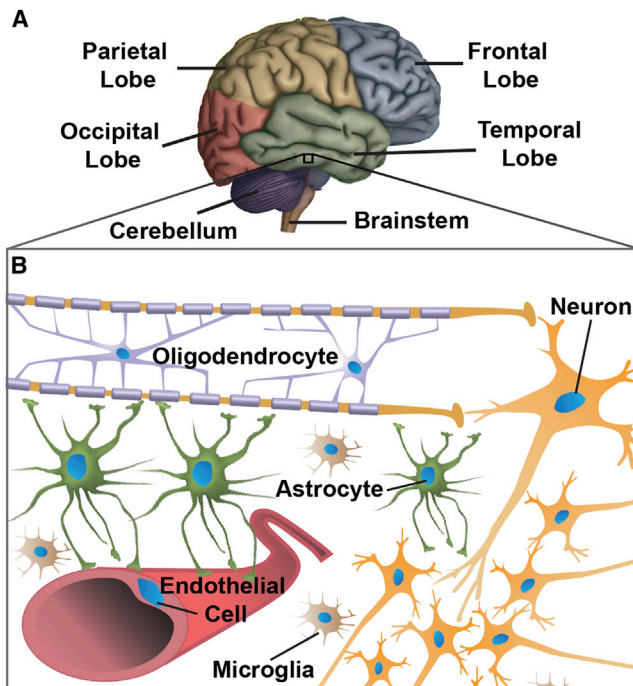 A
Parietal
Lobe
Frontal
Lobe
Occipital
Lobe
Temporal
Lobe
Cerebellum
Brainstem
B
Neuron
Oligodendrocyte
Astrocyte
Endothelial
Cell
Microglia